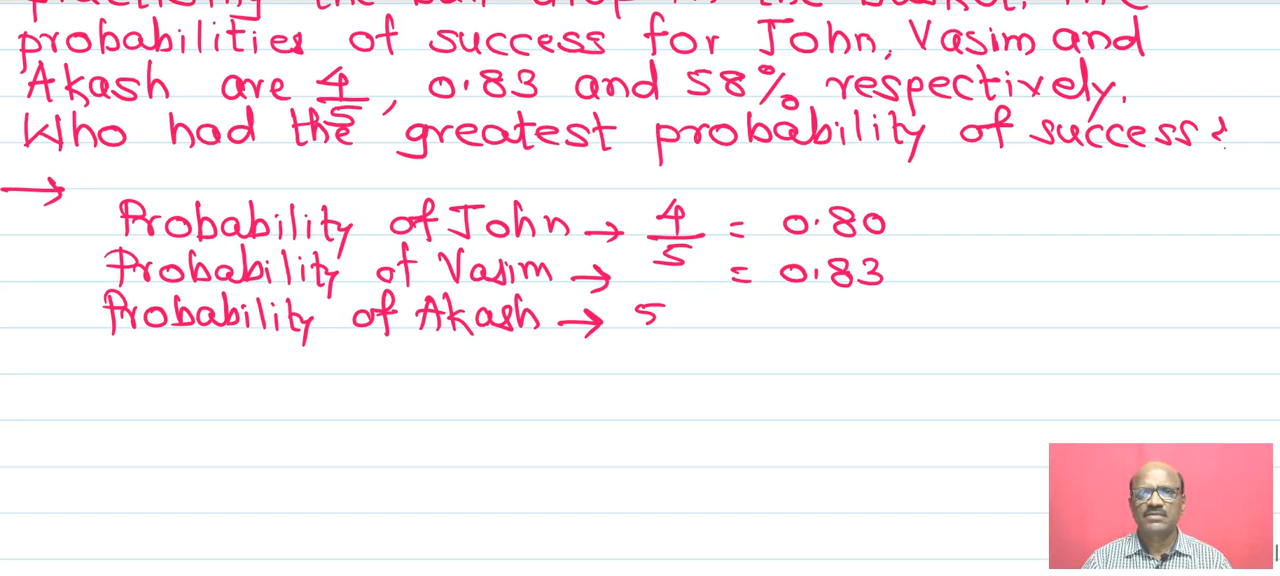 probabilities of success for John, Vasim and
Akash are 4/5, 0.83 and 58% respectively.
Who had the greatest probability of success?
→
Probability of John → 4/5 = 0.80
Probability of Vasim → = 0.83
Probability of Akash → 5